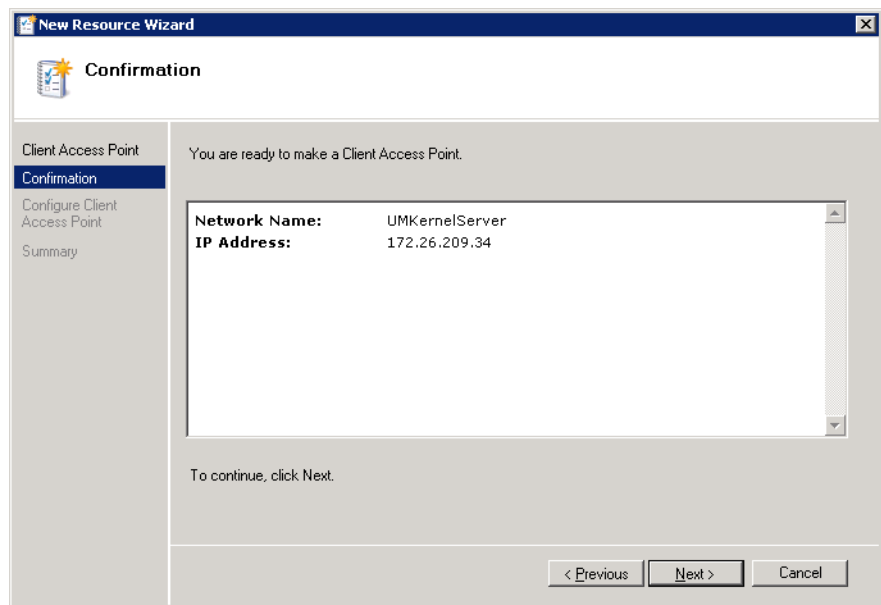 New Resource Wizard
Confirmation
Client Access Point
Confirmation
Configure Client
Access Point
Summary
You are ready to make a Client Access Point.
Network Name: UMKernelServer
IP Address: 172.26.209.34
To continue, click Next.
< Previous Next > Cancel